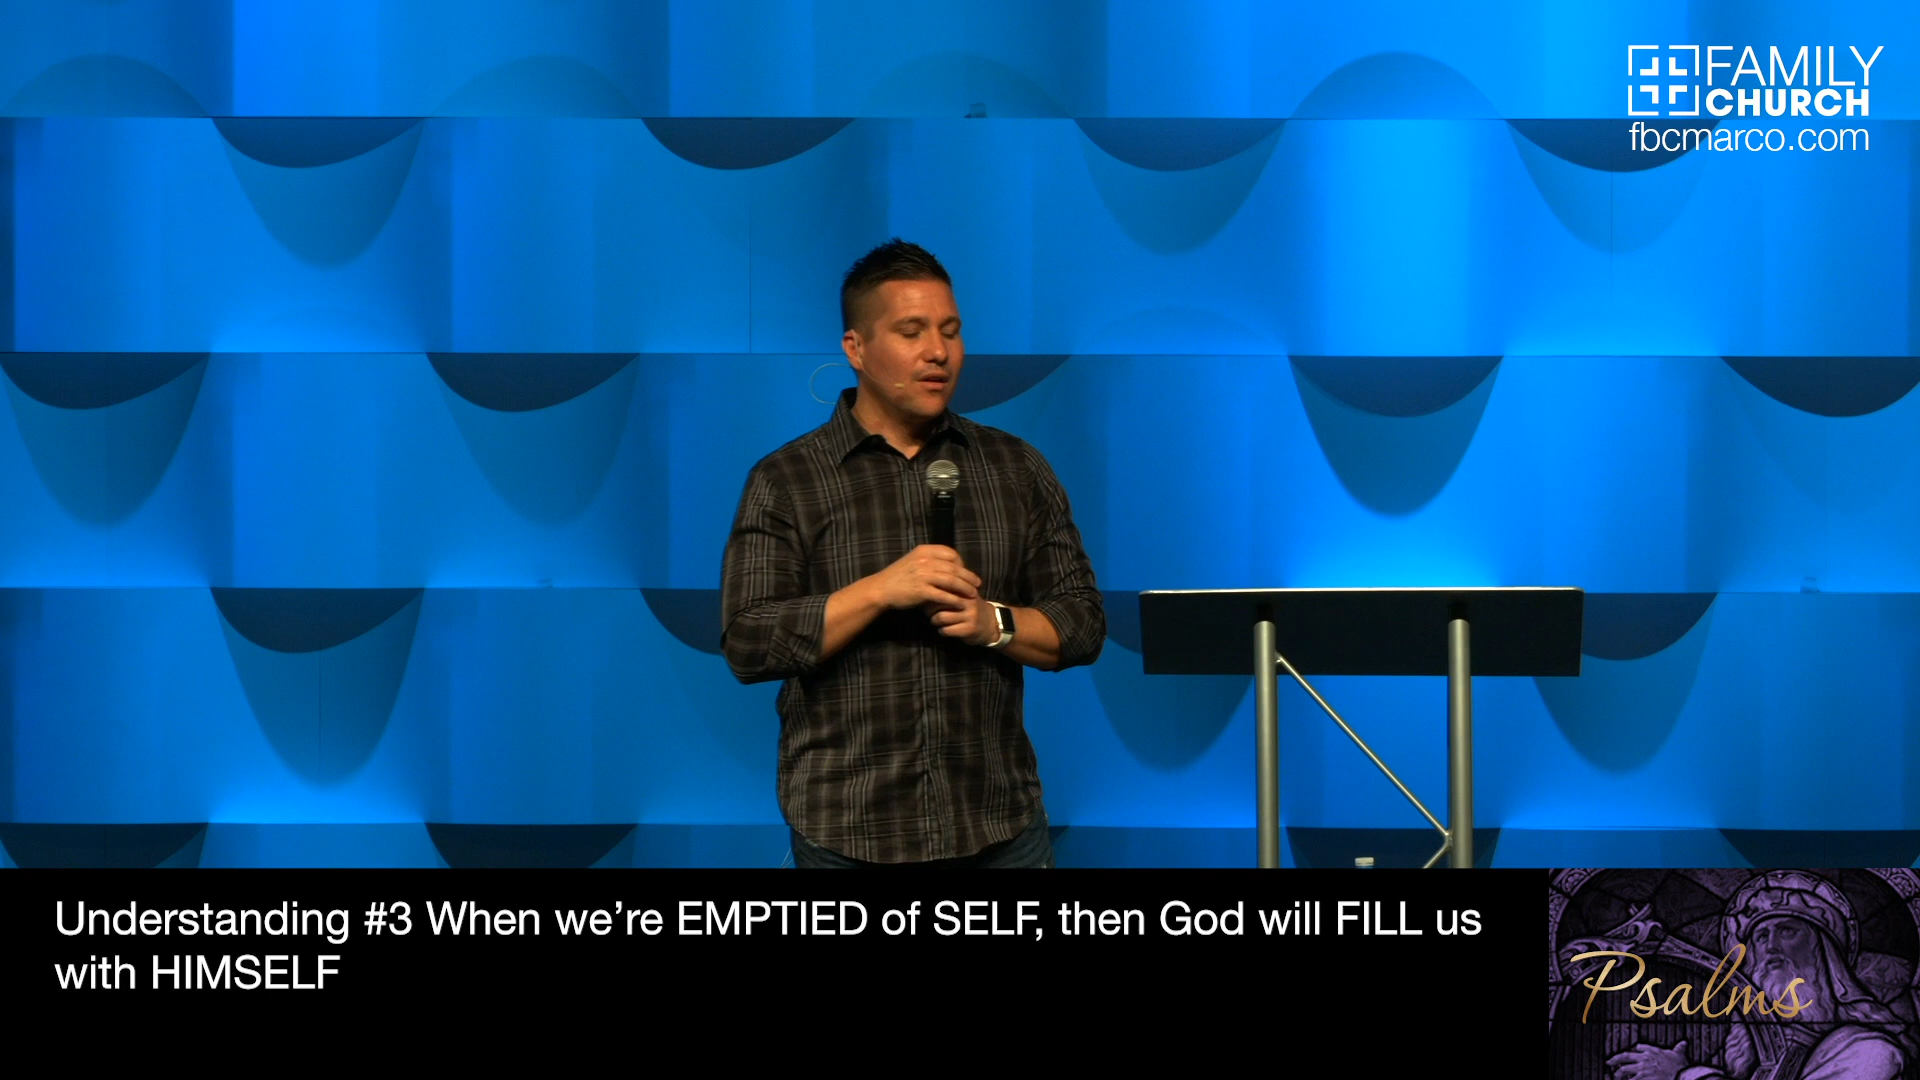 FAMILY
CHURCH
fbcmarco.com
Understanding #3 When we’re EMPTIED of SELF, then God will FILL us
with HIMSELF
Psalms